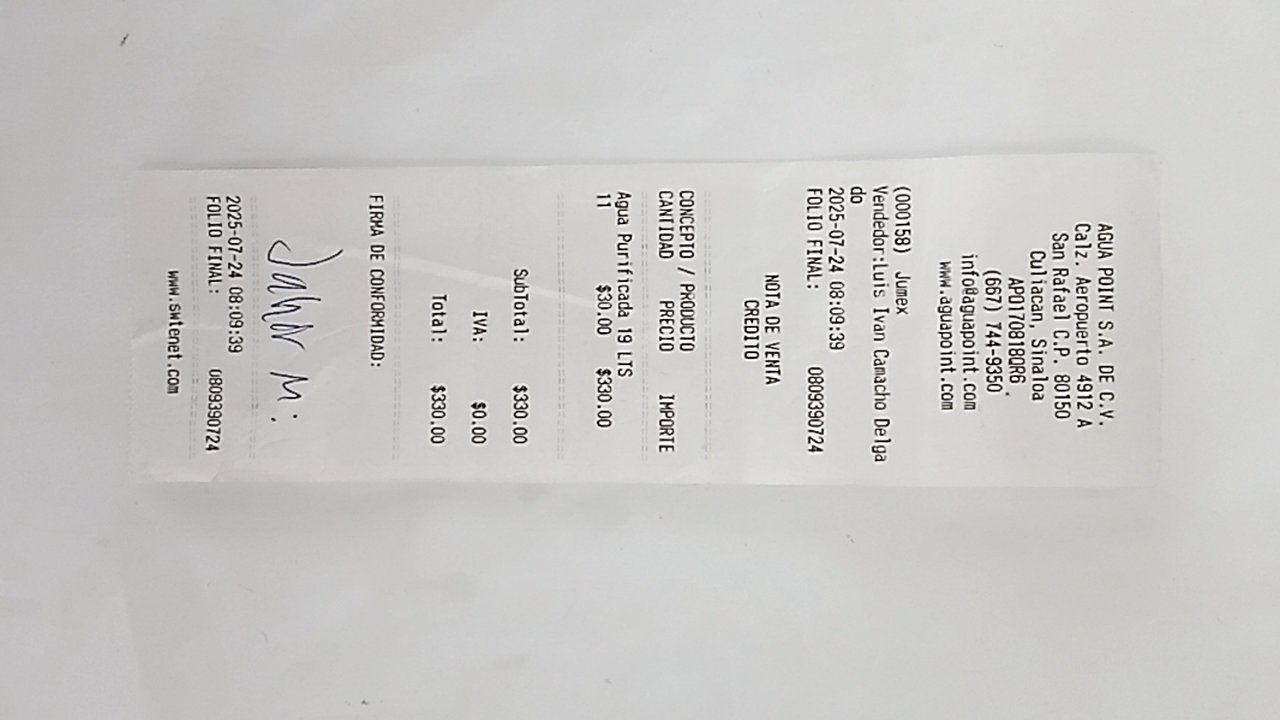 AGUA POINT S.A. DE C.V.
Calz. Aeropuerto 4912 A
San Rafael C.P. 80150
Culiacan, Sinaloa
APO170818QR6.
(667) 744-9350
info@aguapoint.com
www.aguapoint.com
(000158) Jumex
Vendedor:Luis Ivan Camacho Delga
do
2025-07-24 08:09:39
FOLIO FINAL: 0809390724
NOTA DE VENTA
CREDITO
CONCEPTO / PRODUCTO
CANTIDAD PRECIO IMPORTE
Agua Purificada 19 LTS
11 $30.00 $330.00
SubTotal: $330.00
IVA: $0.00
Total: $330.00
FIRMA DE CONFORMIDAD:
M.
2025-07-24 08:09:39
FOLIO FINAL: 0809390724
www.swtenet.com